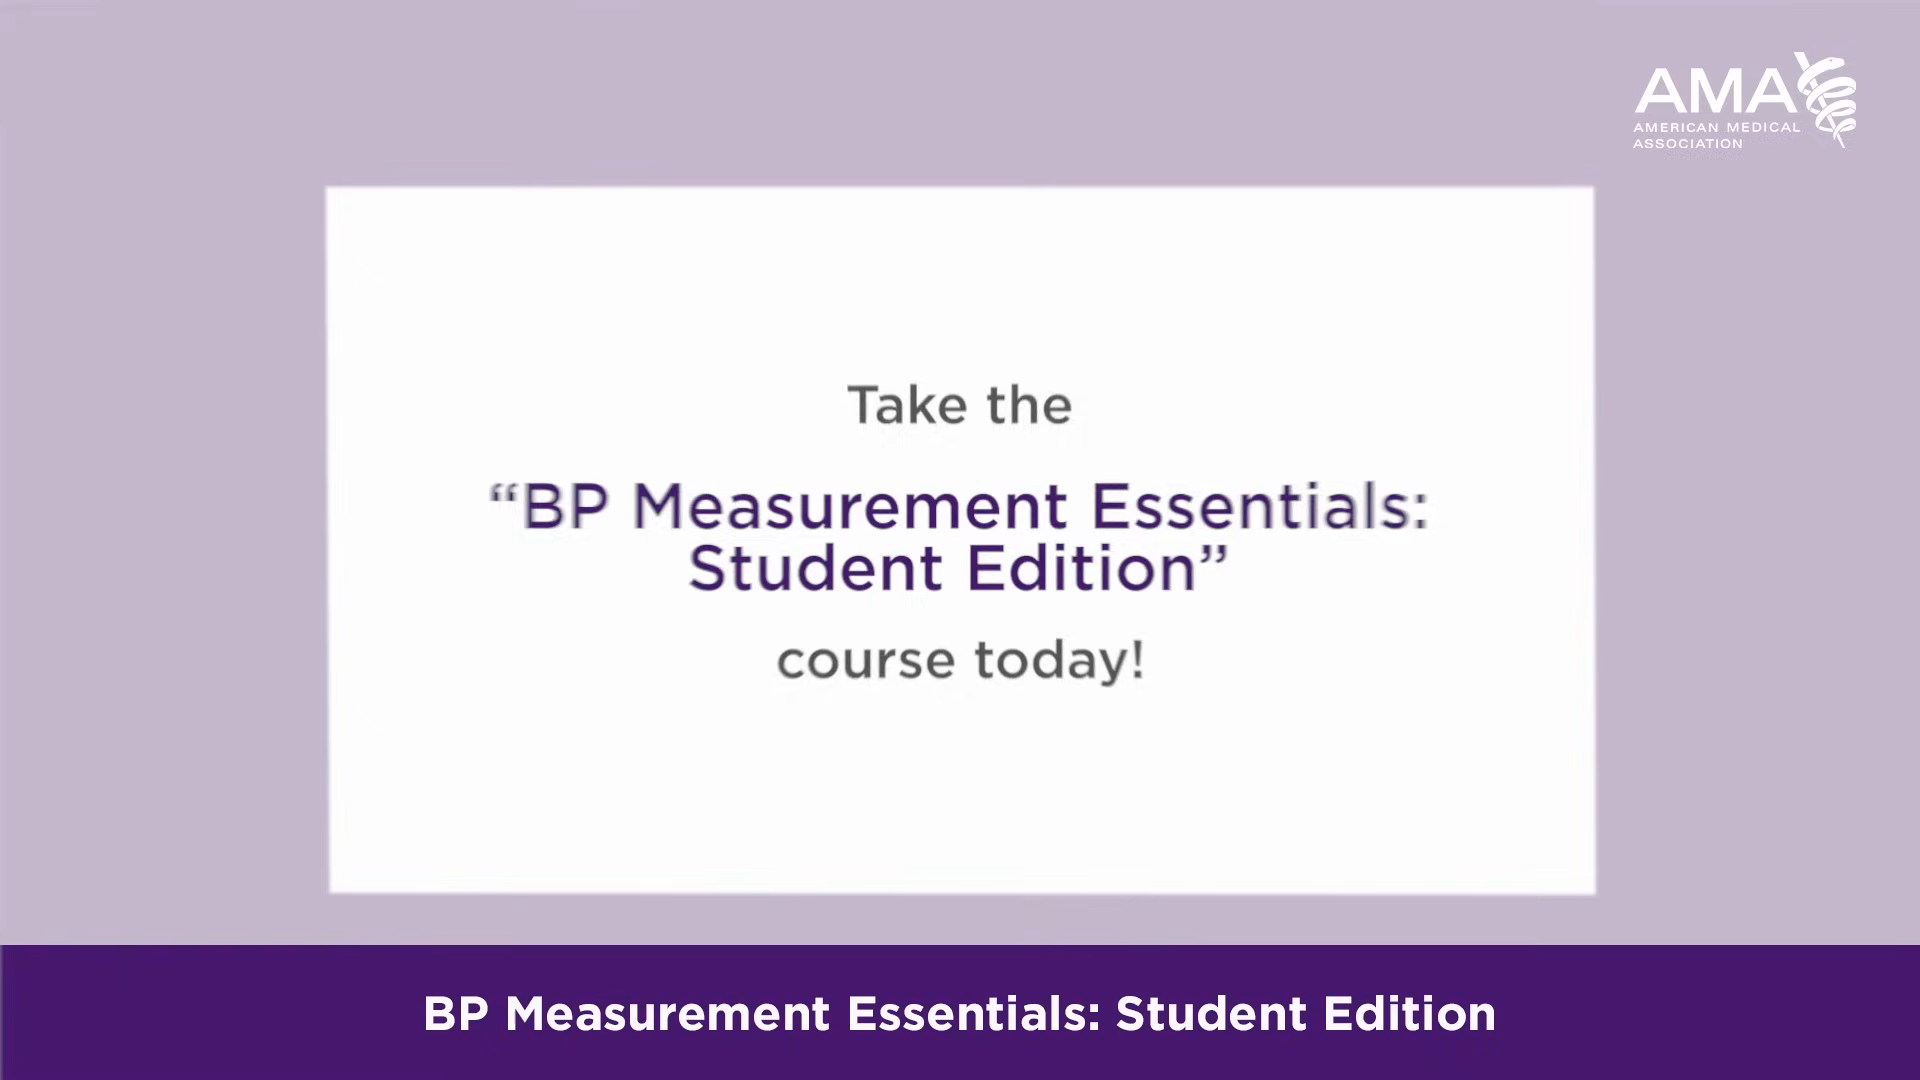 AMA
AMERICAN MEDICAL
ASSOCIATION
Take the
“BP Measurement Essentials:
Student Edition”
course today!
BP Measurement Essentials: Student Edition